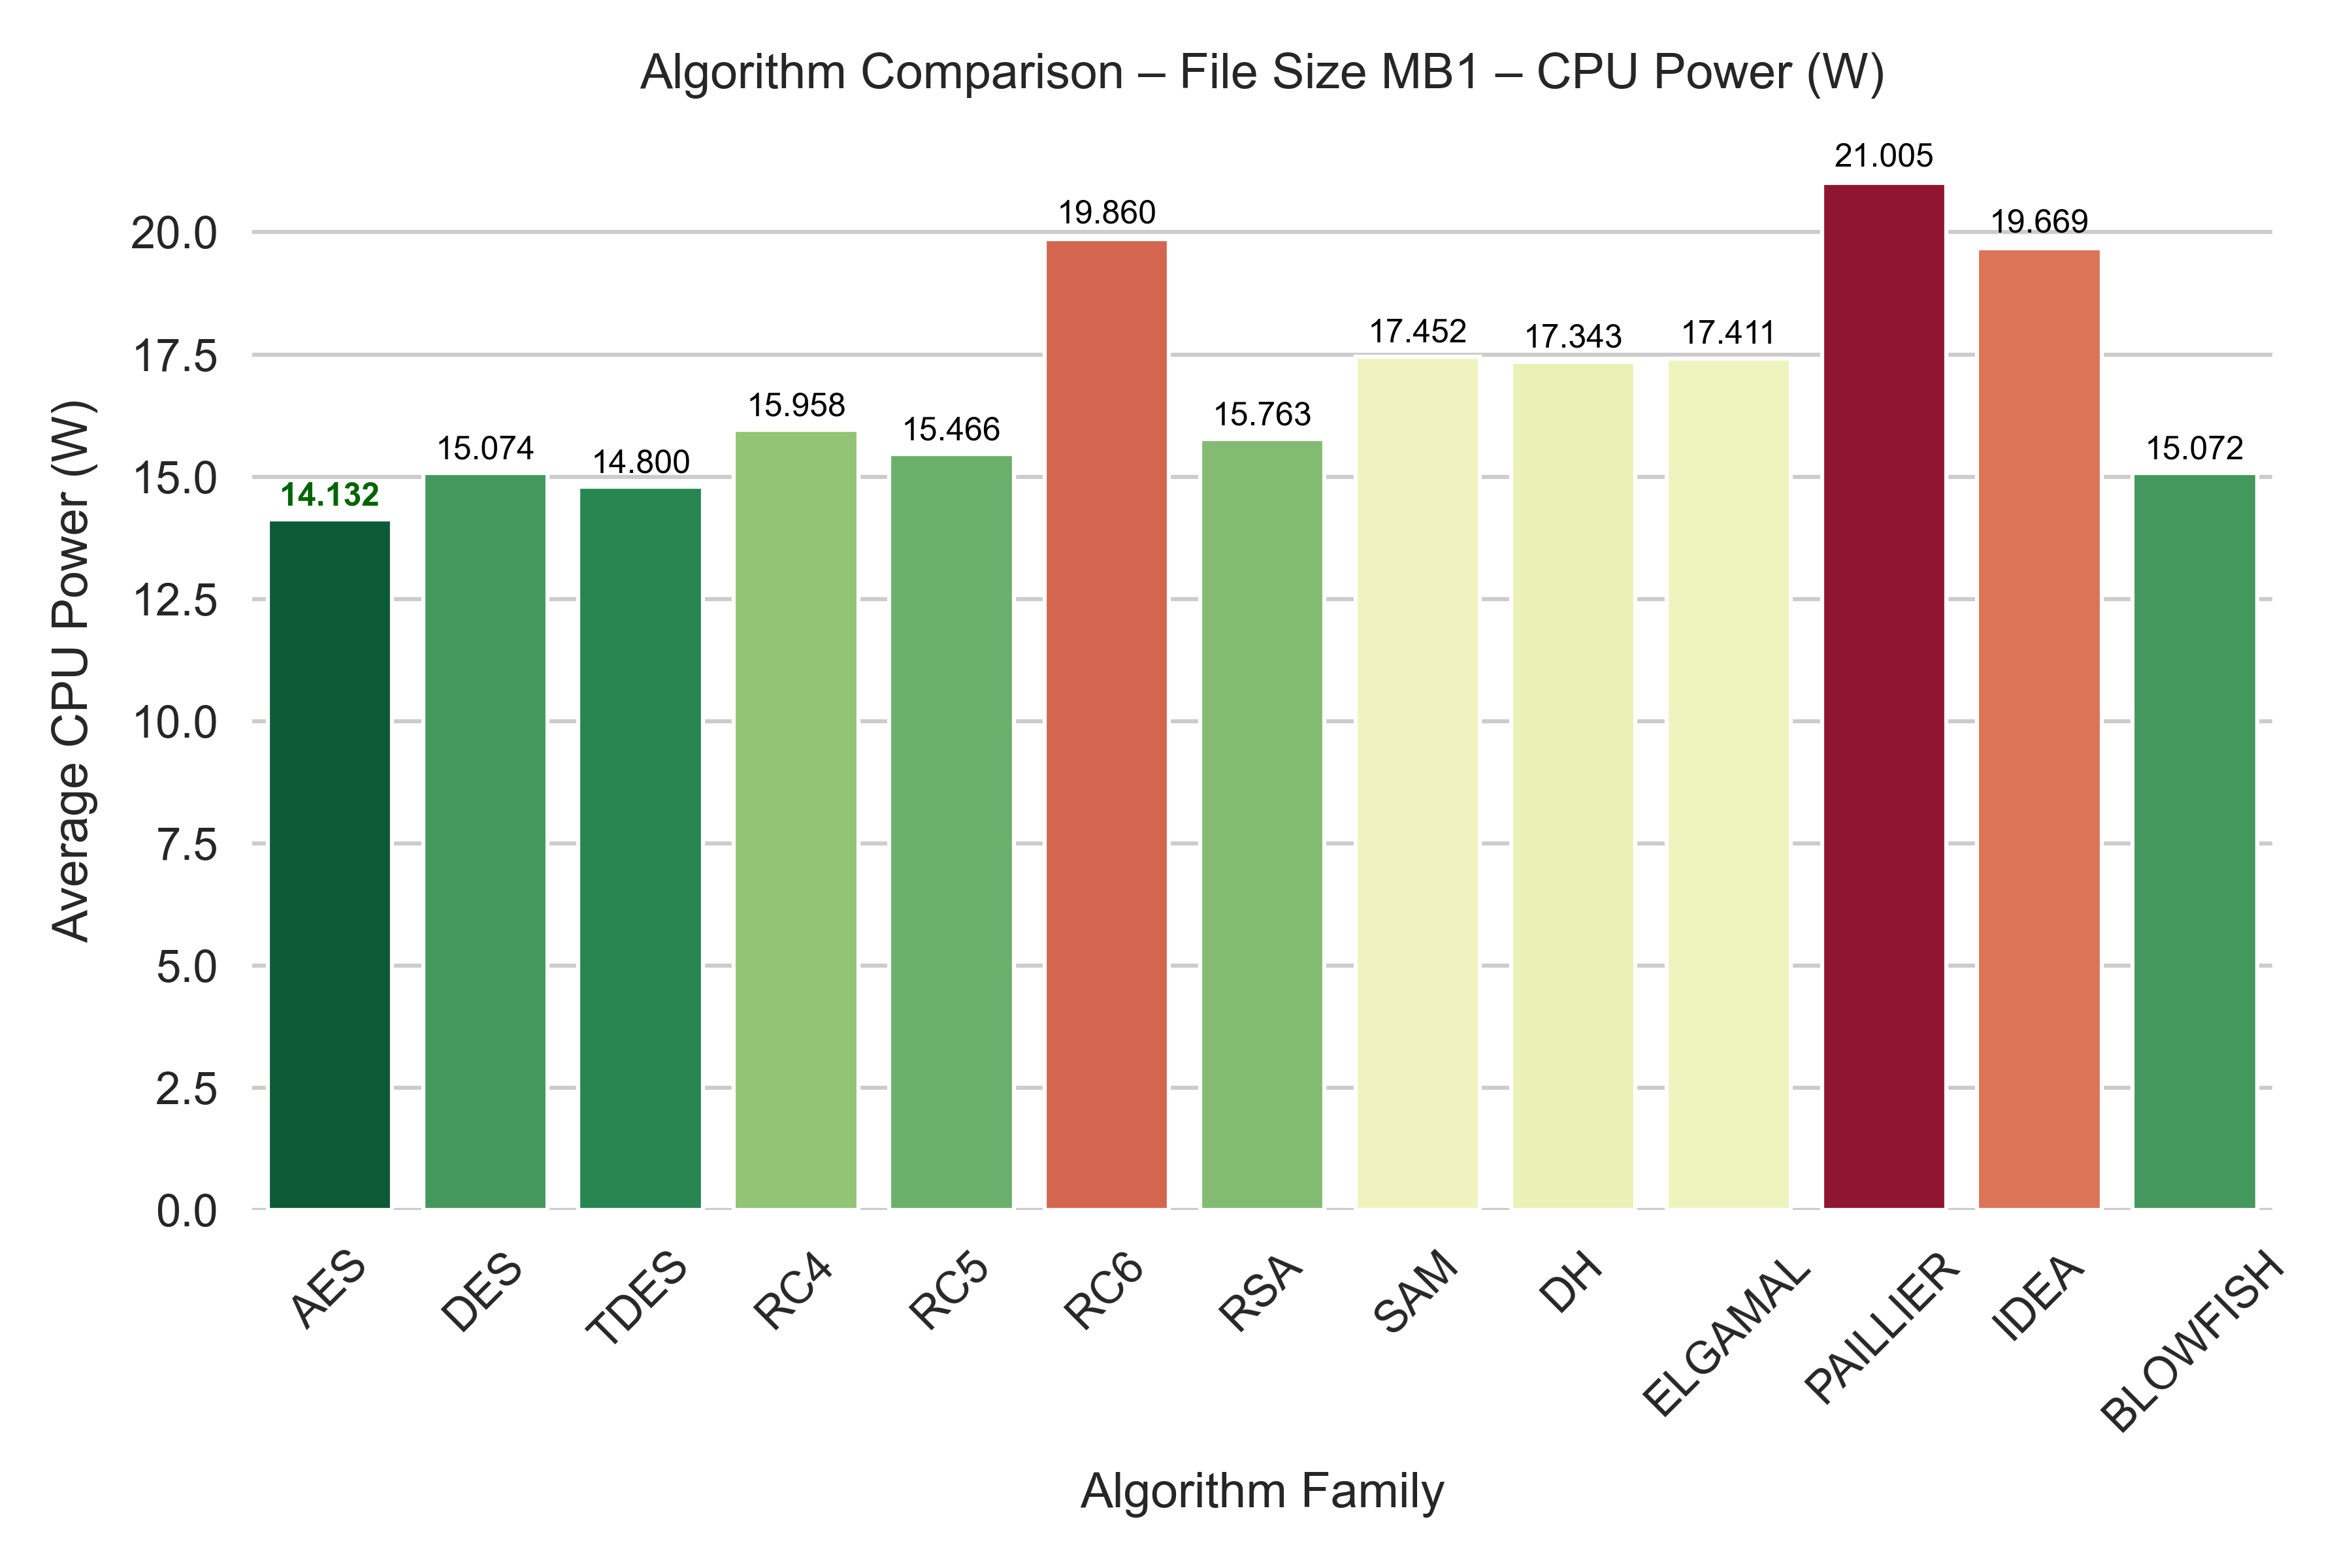 Algorithm Comparison – File Size MB1 – CPU Power (W)
Average CPU Power (W)
20.0
17.5
15.0
12.5
10.0
7.5
5.0
2.5
0.0
14.132
15.074
14.800
15.958
15.466
19.860
15.763
17.452
17.343
17.411
21.005
19.669
15.072
AES
DES
TDES
RC4
RC5
RC6
RSA
SAM
DH
ELGAMAL
PAILLIER
IDEA
BLOWFISH
Algorithm Family